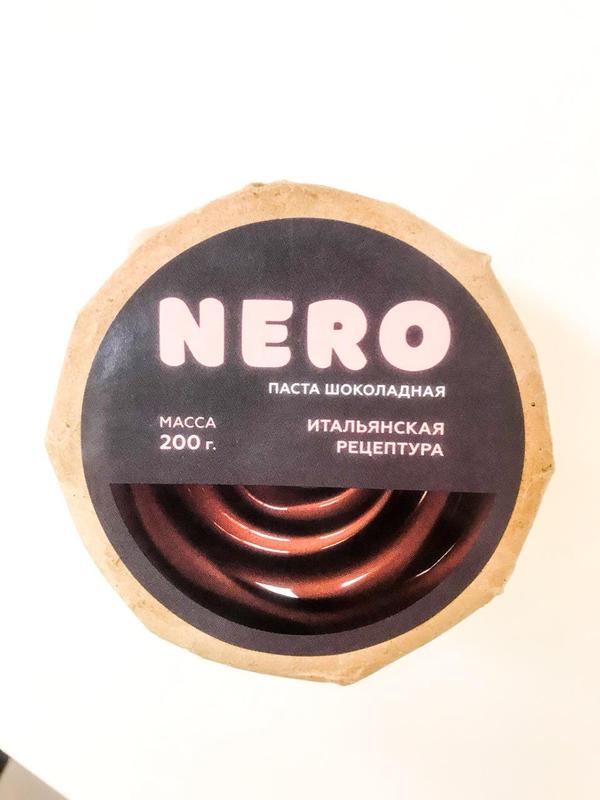 NERO
ПАСТА ШОКОЛАДНАЯ
МАССА
200 г.
ИТАЛЬЯНСКАЯ
РЕЦЕПТУРА